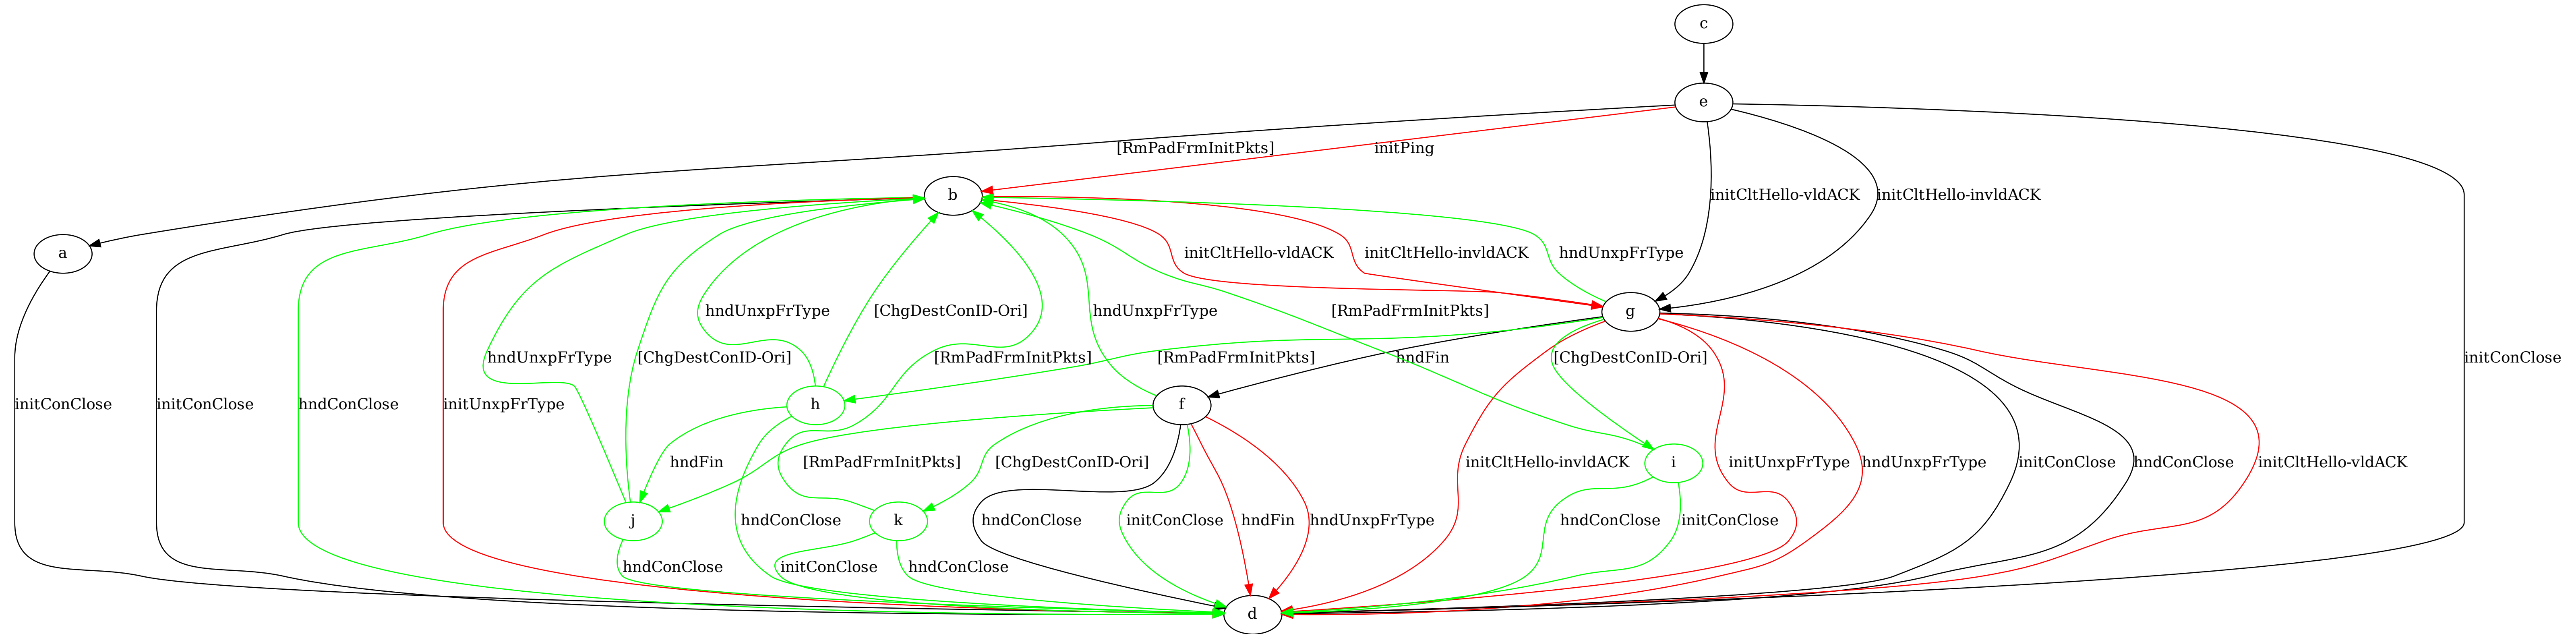 c
e
[RmPadFrmInitPkts]
initPing
b
initCltHello-vldACK
initCltHello-invldACK
a
initCltHello-vldACK
initCltHello-invldACK
hndUnxpFrType
hndUnxpFrType
[ChgDestConID-Ori]
hndUnxpFrType
[RmPadFrmInitPkts]
g
hndUnxpFrType
[ChgDestConID-Ori]
[RmPadFrmInitPkts]
[RmPadFrmInitPkts]
hndFin
[ChgDestConID-Ori]
initConClose
initConClose
initConClose
hndConClose
initUnxpFrType
h
f
hndFin
[RmPadFrmInitPkts]
[ChgDestConID-Ori]
initCltHello-invldACK
i
initUnxpFrType
hndUnxpFrType
initConClose
hndConClose
initCltHello-vldACK
j
hndConClose
k
hndConClose
initConClose
hndFin
hndUnxpFrType
hndConClose
initConClose
hndConClose
initConClose
hndConClose
d